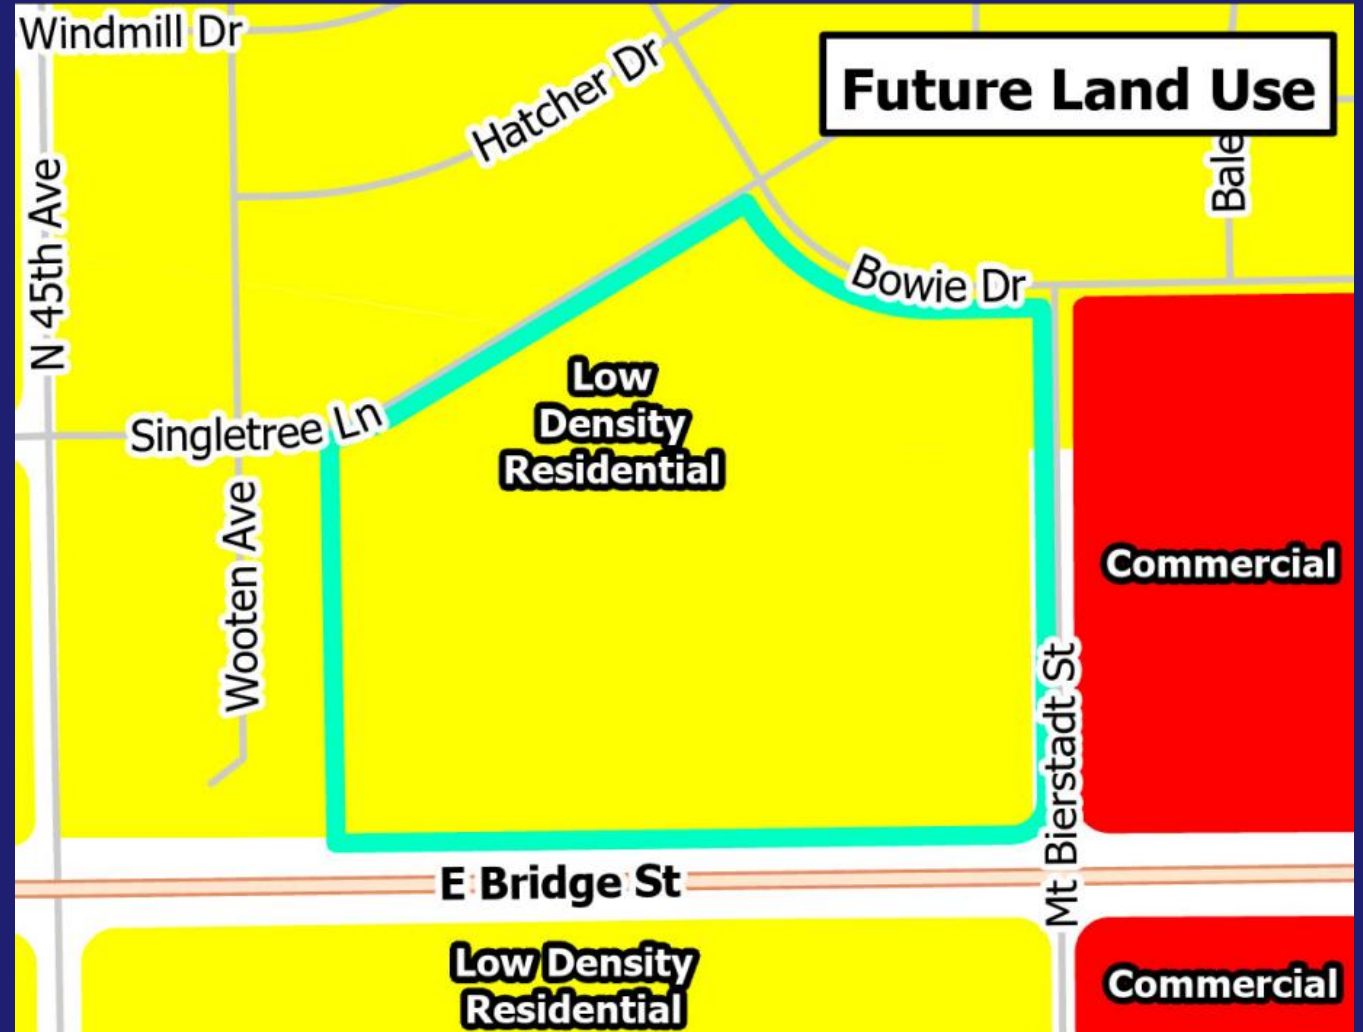 Windmill Dr
Future Land Use
Hatcher Dr
Bale
N 45th Ave
Bowie Dr
Low
Density
Residential
Singletree Ln
Wooten Ave
Commercial
Mt Bierstadt St
E Bridge St
Low Density
Residential
Commercial